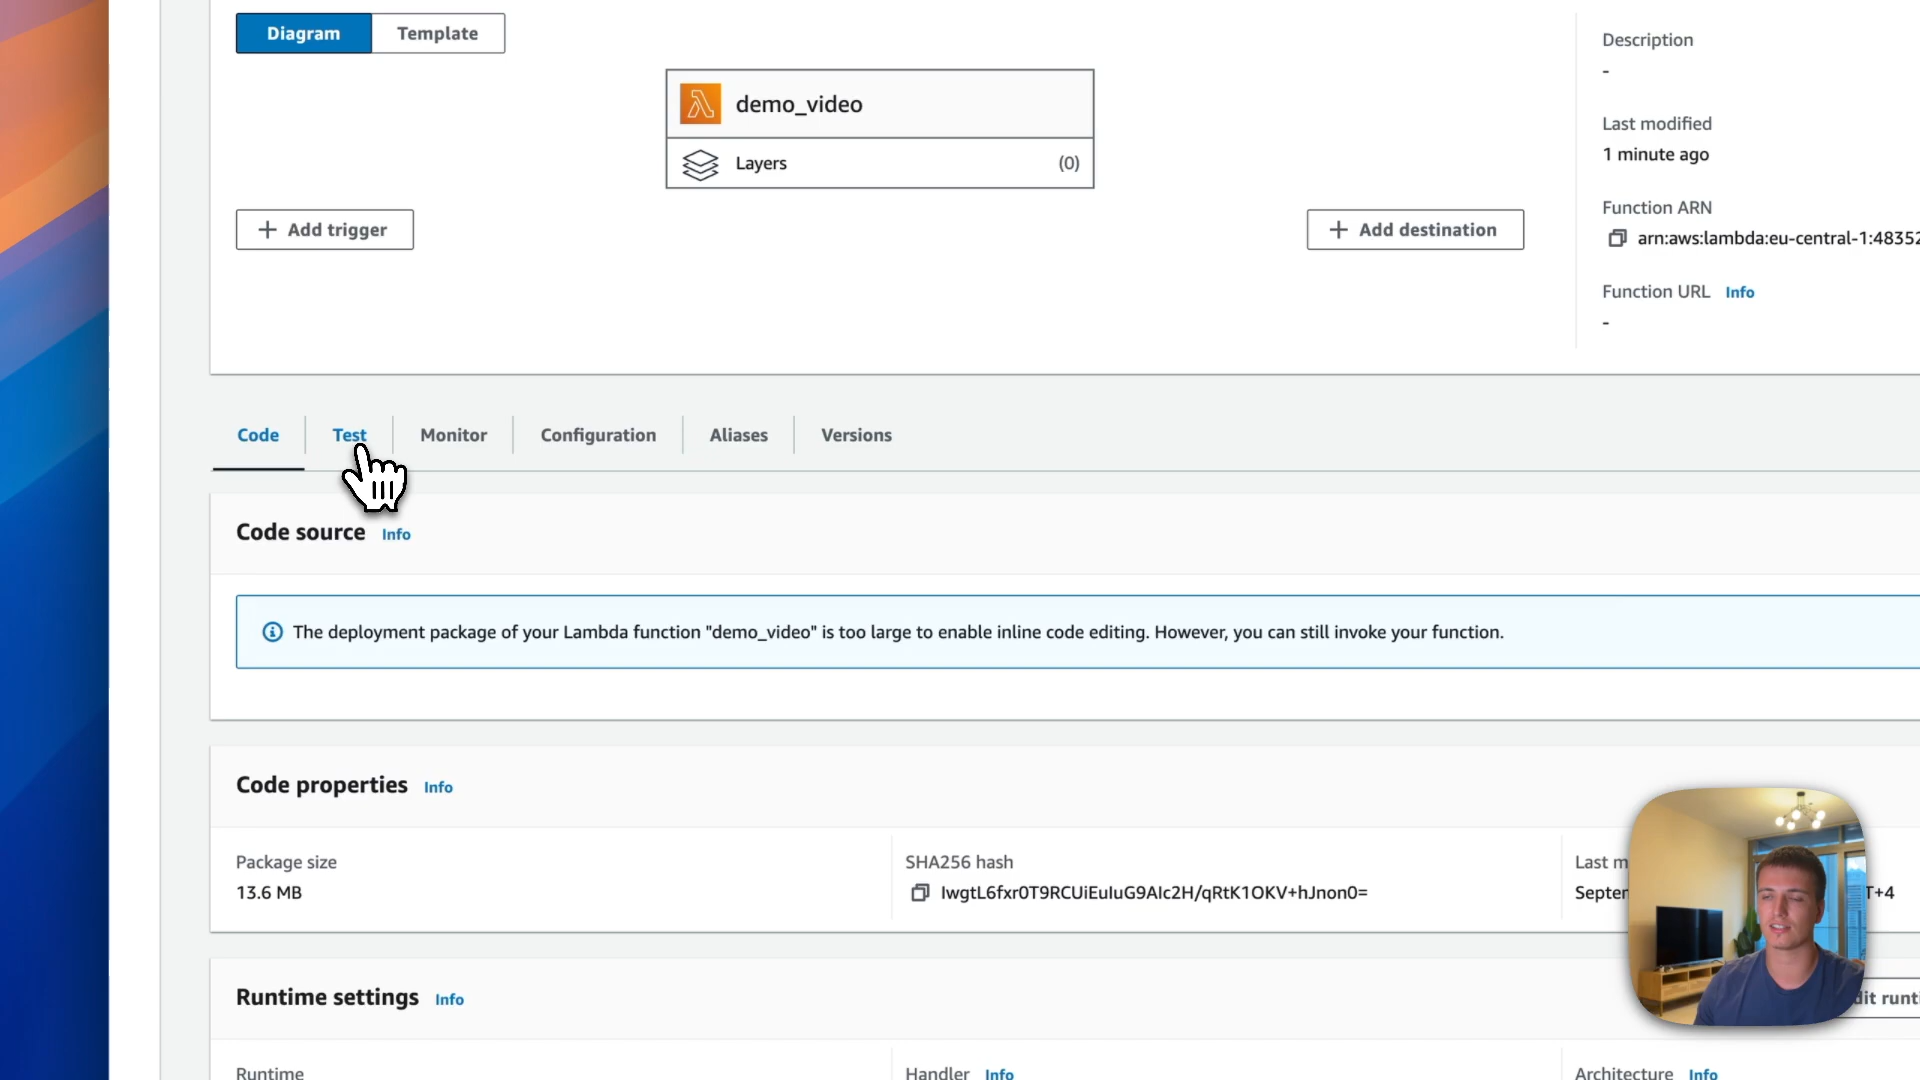 Diagram
Template
demo_video
Layers
(0)
Add trigger
Add destination
Description
-
Last modified
1 minute ago
Function ARN
arn:aws:lambda:eu-central-1:48352
Function URL Info
-
Code
Test
Monitor
Configuration
Aliases
Versions
Code source Info
The deployment package of your Lambda function "demo_video" is too large to enable inline code editing. However, you can still invoke your function.
Code properties Info
Package size
13.6 MB
SHA256 hash
IwgtL6fxr0T9RCUiEuIuG9AIc2H/qRtK1OKV+hJnon0=
Last m
Septer
T+4
Runtime settings Info
dit runti
Runtime
Handler Info
Architecture Info